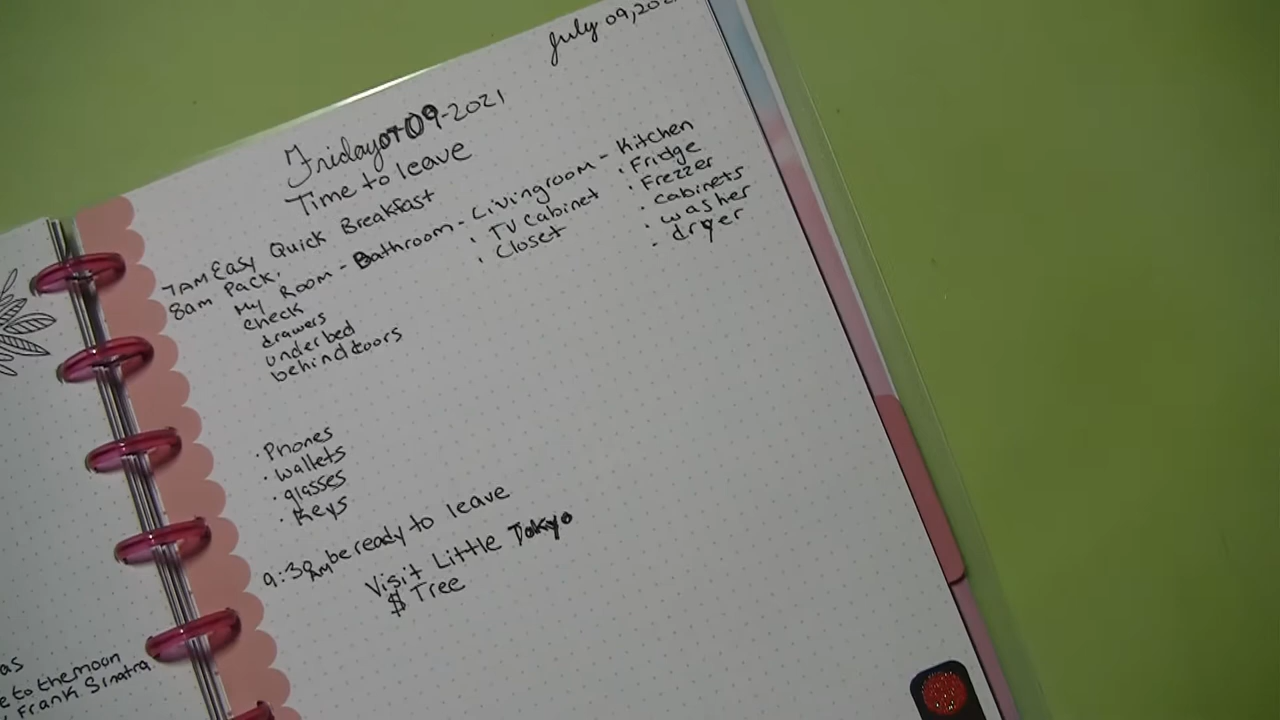 July 09, 202
Friday 07-09-2021
Time to leave
7AM Easy Quick Breakfast
8am Pack.
My Room - Bathroom - Livingroom - Kitchen
check
drawers
underbed
behind doors
· TV Cabinet
· Closet
· Fridge
· Frezzer
· cabinets
· washer
· dryer
· Phones
· wallets
· glasses
· Keys
9:30AM be ready to leave
Visit Little Tokyo
$ Tree
as
e to the moon
Frank Sinatra